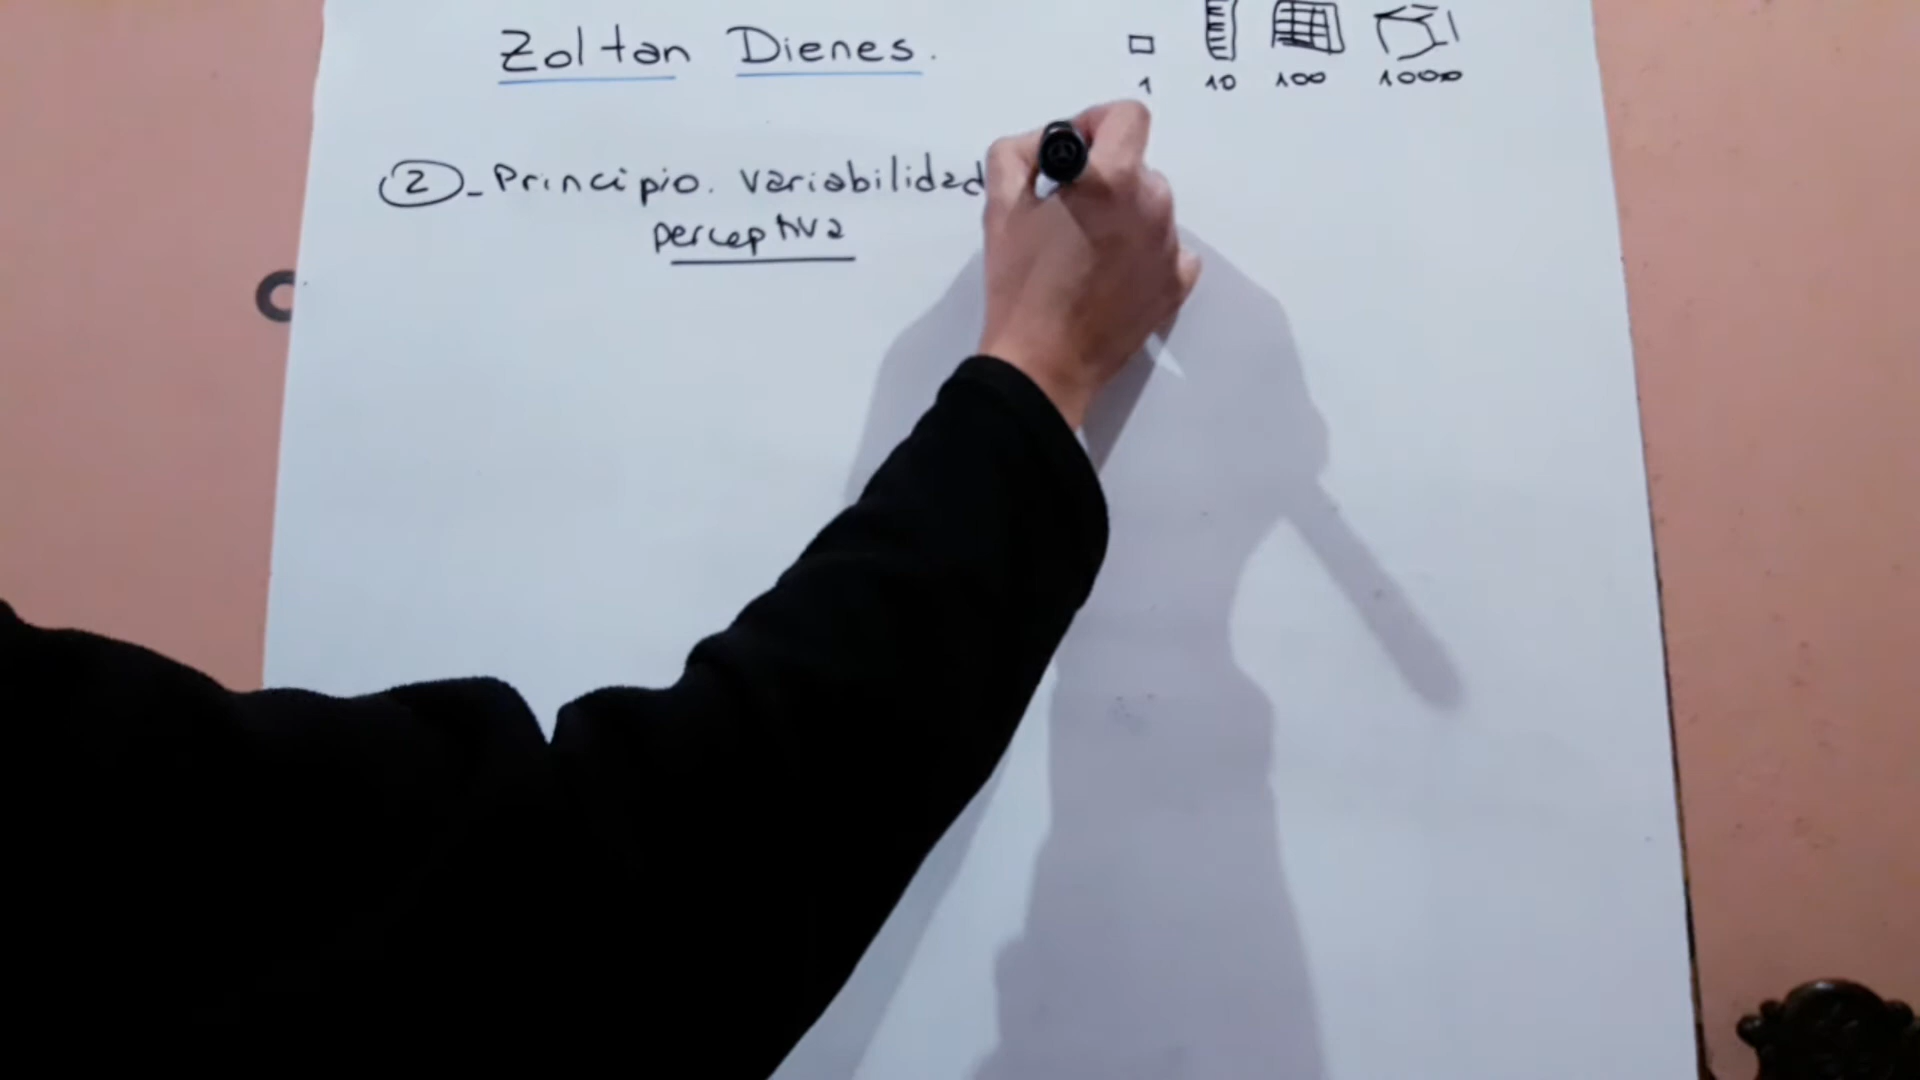 Zoltan Dienes.
1 10 100 1000
2 - Principio. variabilidad
perceptiva